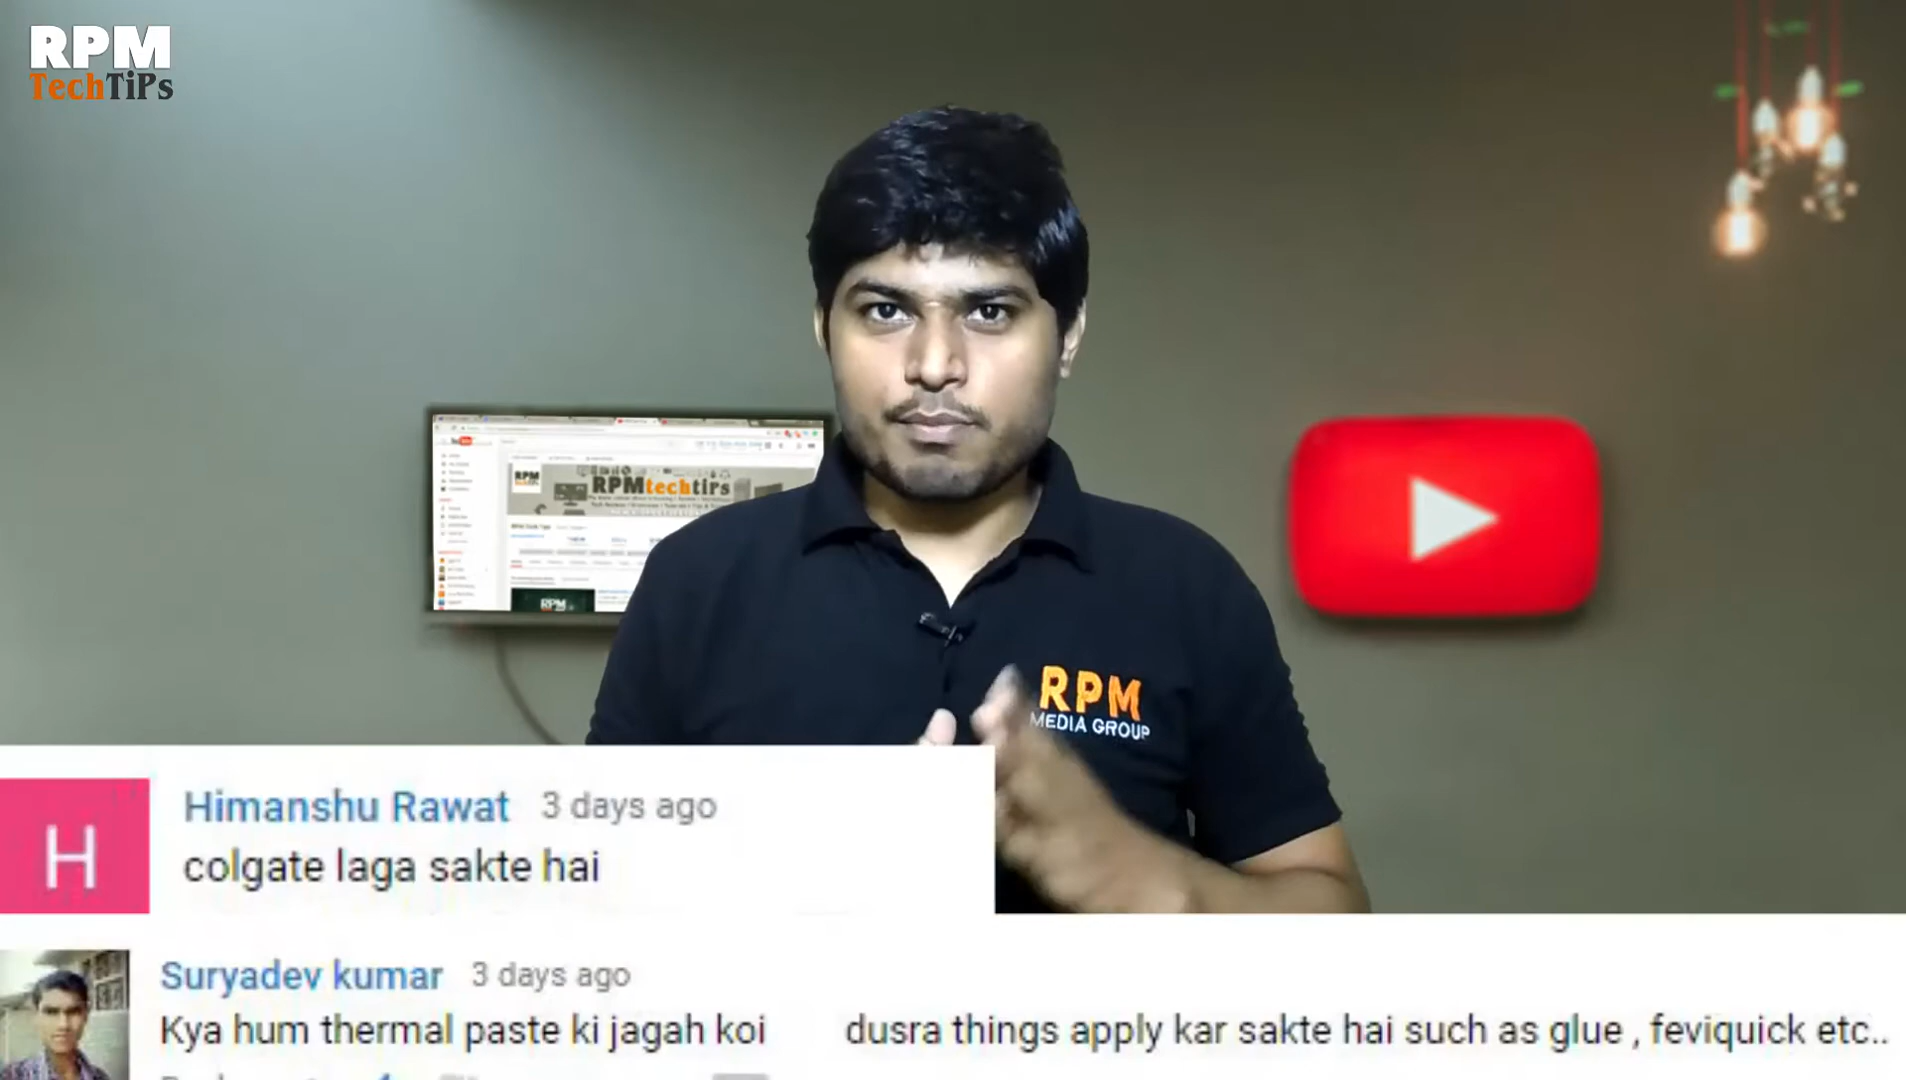 RPM
TechTiPs
RPMtechtips
RPM
RPM
RPM
MEDIA GROUP
H
Himanshu Rawat 3 days ago
colgate laga sakte hai
Suryadev kumar 3 days ago
Kya hum thermal paste ki jagah koi dusra things apply kar sakte hai such as glue , feviquick etc..